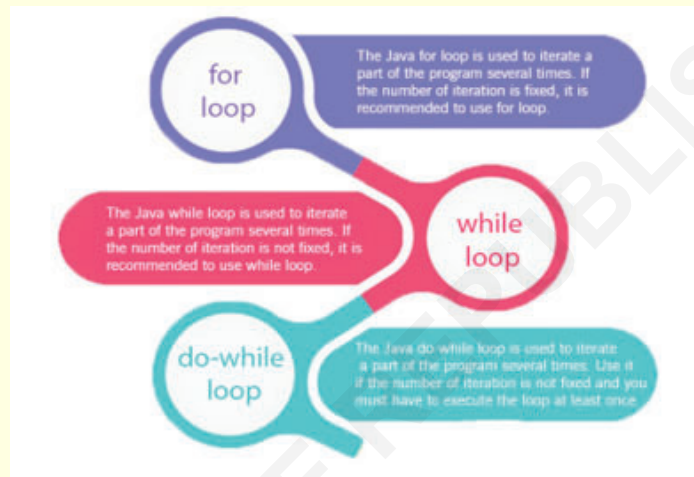 for
loop
The Java for loop is used to iterate a
part of the program several times. If
the number of iteration is fixed, it is
recommended to use for loop.
The Java while loop is used to iterate
a part of the program several times. If
the number of iteration is not fixed, it is
recommended to use while loop.
while
loop
do-while
loop
The Java do while loop is used to iterate
a part of the program several times. Use it
if the number of iteration is not fixed and you
must have to execute the loop at least once